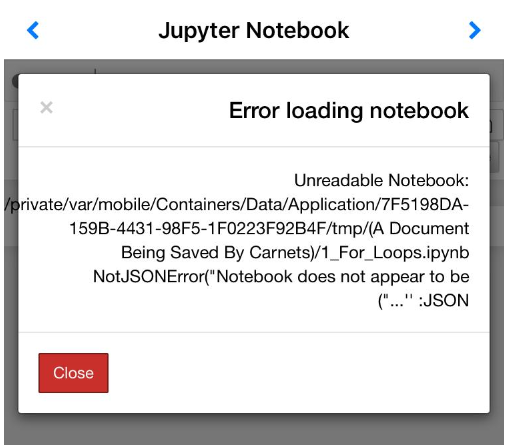 Jupyter Notebook
×
Error loading notebook
Unreadable Notebook:
/private/var/mobile/Containers/Data/Application/7F5198DA-
159B-4431-98F5-1F0223F92B4F/tmp/(A Document
Being Saved By Carnets)/1_For_Loops.ipynb
NotJSONError("Notebook does not appear to be
("...'' :JSON
Close